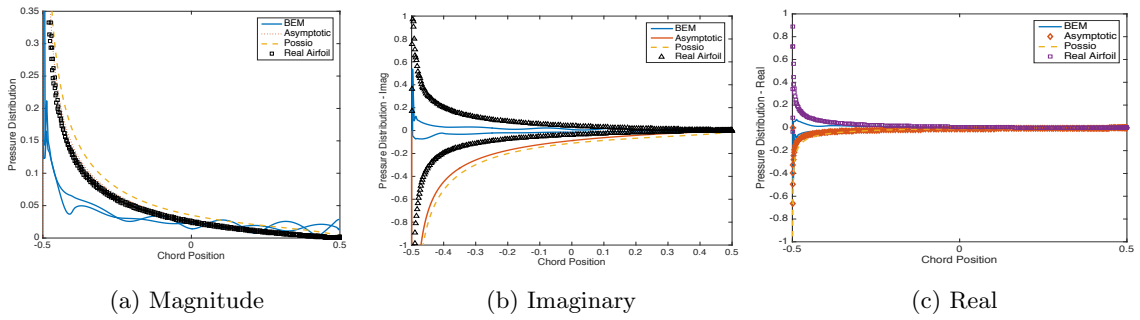 0.35
0.3
0.25
0.2
0.15
0.1
0.05
0
-0.5
0
0.5
Pressure Distribution
Chord Position
BEM
Asymptotic
Possio
Real Airfoil
(a) Magnitude
1
0.8
0.6
0.4
0.2
0
-0.2
-0.4
-0.6
-0.8
-1
-0.5
-0.4
-0.3
-0.2
-0.1
0
0.1
0.2
0.3
0.4
0.5
Pressure Distribution - Imag
Chord Position
BEM
Asymptotic
Possio
Real Airfoil
(b) Imaginary
1
0.8
0.6
0.4
0.2
0
-0.2
-0.4
-0.6
-0.8
-1
-0.5
0
0.5
Pressure Distribution - Real
Chord Position
BEM
Asymptotic
Possio
Real Airfoil
(c) Real